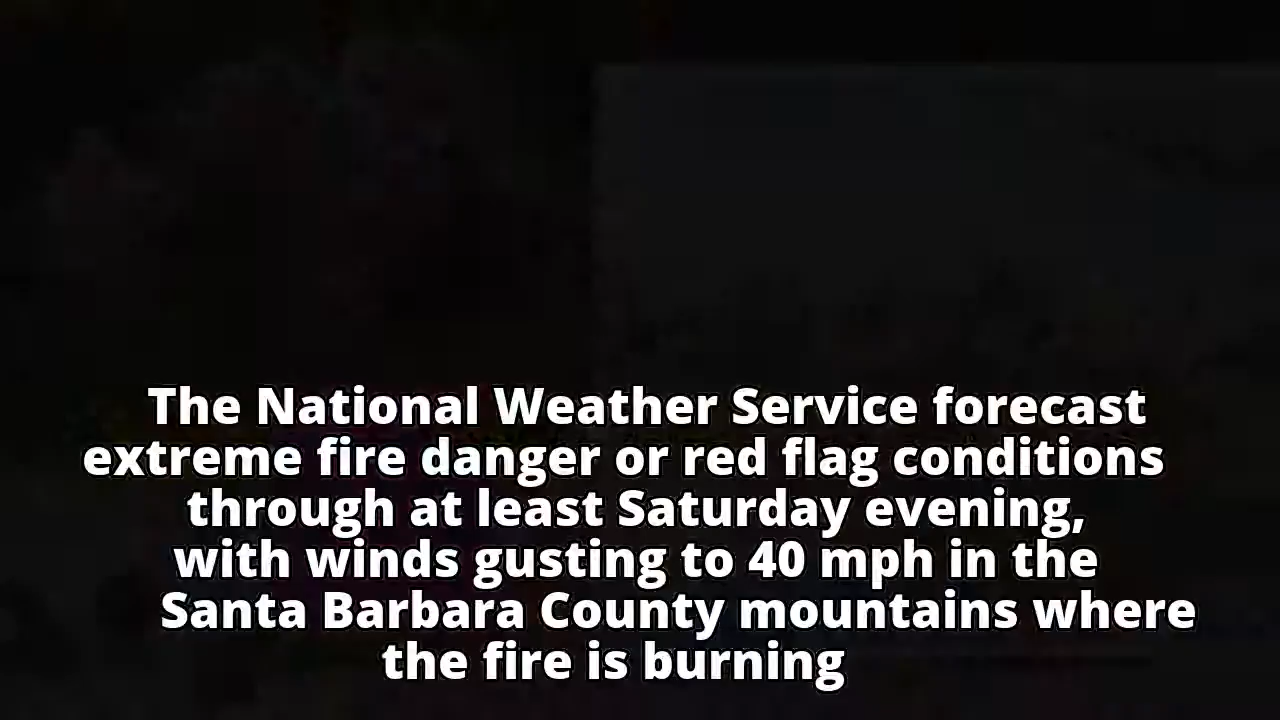 The National Weather Service forecast
extreme fire danger or red flag conditions
through at least Saturday evening,
with winds gusting to 40 mph in the
Santa Barbara County mountains where
the fire is burning